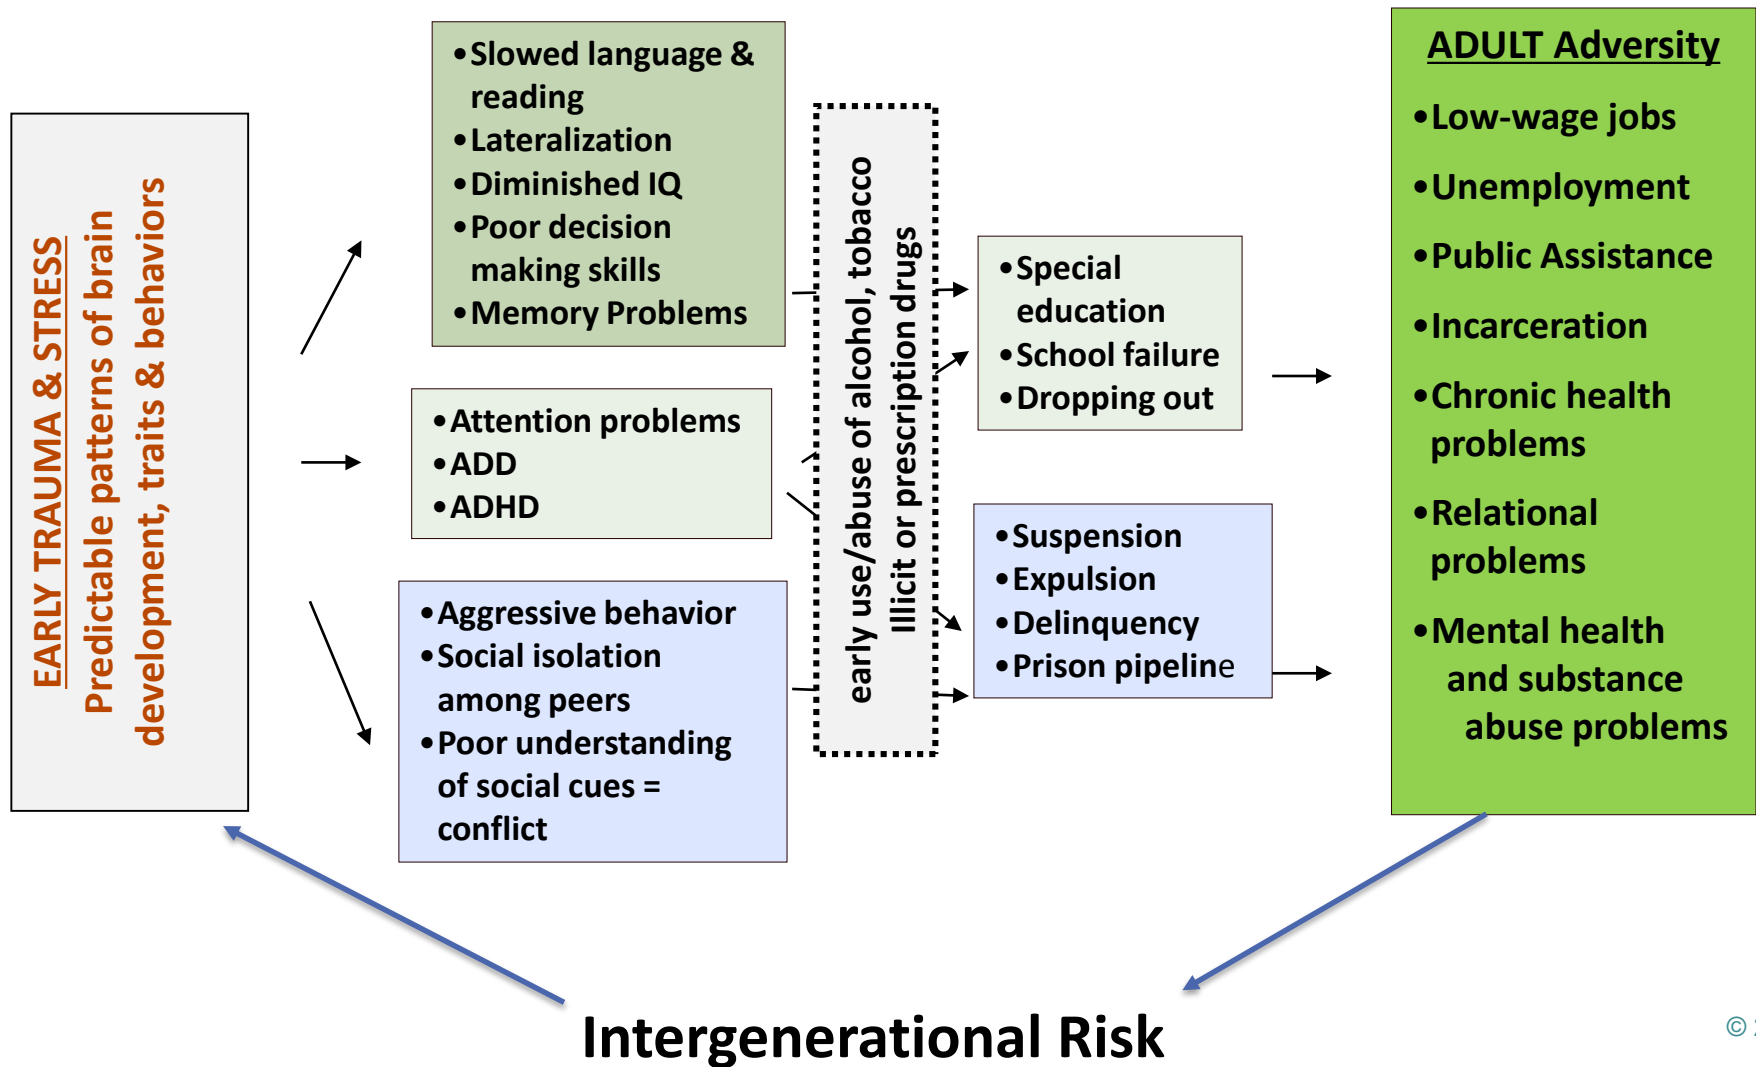 EARLY TRAUMA & STRESS
Predictable patterns of brain
development, traits & behaviors
•Slowed language &
reading
•Lateralization
•Diminished IQ
•Poor decision
making skills
•Memory Problems
•Attention problems
•ADD
•ADHD
•Aggressive behavior
•Social isolation
among peers
•Poor understanding
of social cues =
conflict
early use/abuse of alcohol, tobacco
Illicit or prescription drugs
•Special
education
•School failure
•Dropping out
•Suspension
•Expulsion
•Delinquency
•Prison pipeline
ADULT Adversity
•Low-wage jobs
•Unemployment
•Public Assistance
•Incarceration
•Chronic health
problems
•Relational
problems
•Mental health
and substance
abuse problems
Intergenerational Risk
©